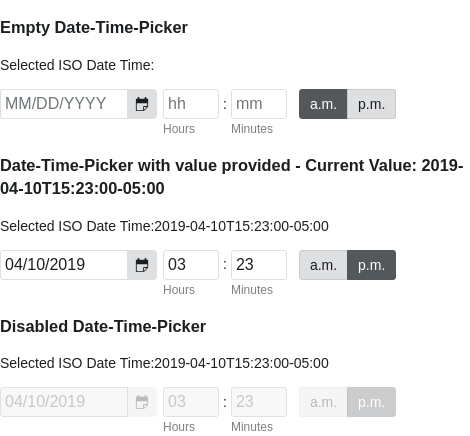 Empty Date-Time-Picker
Selected ISO Date Time:
MM/DD/YYYY hh : mm a.m. p.m.
Hours Minutes
Date-Time-Picker with value provided - Current Value: 2019-
04-10T15:23:00-05:00
Selected ISO Date Time:2019-04-10T15:23:00-05:00
04/10/2019 03 : 23 a.m. p.m.
Hours Minutes
Disabled Date-Time-Picker
Selected ISO Date Time:2019-04-10T15:23:00-05:00
04/10/2019 03 : 23 a.m. p.m.
Hours Minutes